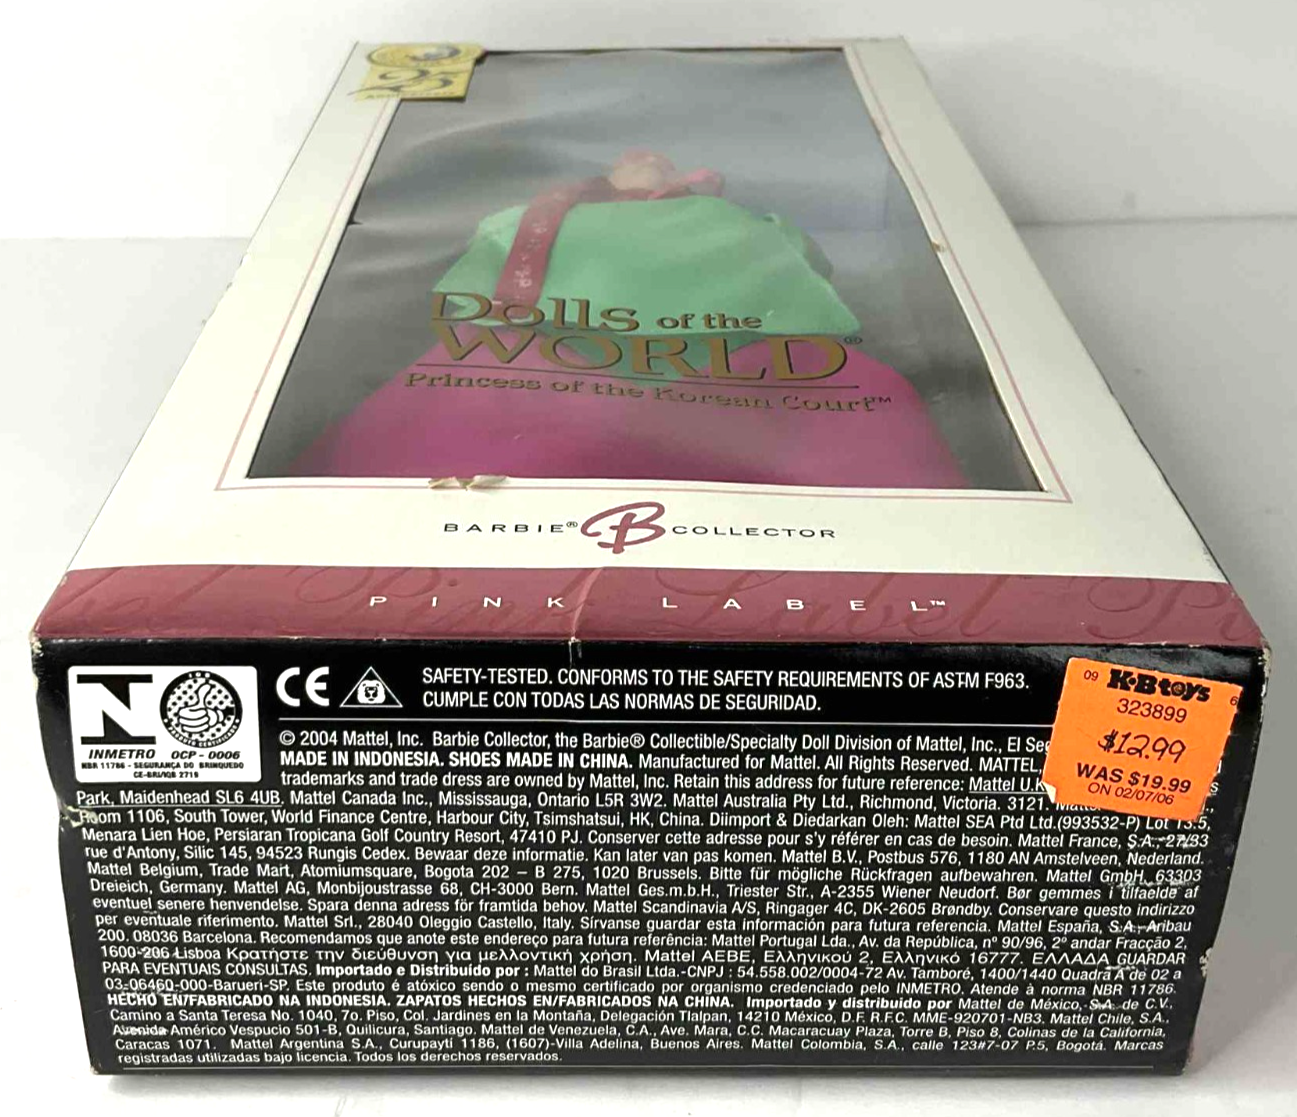 25
Dolls of the
WORLD®
Princess of the Korean Court™
BARBIE® B COLLECTOR
PINK LABEL™
Pink Label
INMETRO OCP - 0006
NBR 11786 - SEGURANÇA DO BRINQUEDO
CE-BRI/IQB 2719
CE
SAFETY-TESTED. CONFORMS TO THE SAFETY REQUIREMENTS OF ASTM F963.
CUMPLE CON TODAS LAS NORMAS DE SEGURIDAD.
09 K·B toys 6
323899
$12.99
WAS $19.99
ON 02/07/06
© 2004 Mattel, Inc. Barbie Collector, the Barbie® Collectible/Specialty Doll Division of Mattel, Inc., El
MADE IN INDONESIA. SHOES MADE IN CHINA. Manufactured for Mattel. All Rights Reserved. MATTEL,
trademarks and trade dress are owned by Mattel, Inc. Retain this address for future reference: Mattel
Park, Maidenhead SL6 4UB. Mattel Canada Inc., Mississauga, Ontario L5R 3W2. Mattel Australia Pty Ltd., Richmond, Victoria. 3121.
Room 1106, South Tower, World Finance Centre, Harbour City, Tsimshatsui, HK, China. Diimport & Diedarkan Oleh: Mattel SEA Ptd Ltd.(993532-P) Lot 13.5,
Menara Lien Hoe, Persiaran Tropicana Golf Country Resort, 47410 PJ. Conserver cette adresse pour s'y référer en cas de besoin. Mattel France, S.A., 27/33
rue d'Antony, Silic 145, 94523 Rungis Cedex. Bewaar deze informatie. Kan later van pas komen. Mattel B.V., Postbus 576, 1180 AN Amstelveen, Nederland.
Mattel Belgium, Trade Mart, Atomiumsquare, Bogota 202 – B 275, 1020 Brussels. Bitte für mögliche Rückfragen aufbewahren. Mattel GmbH, 63303
Dreieich, Germany. Mattel AG, Monbijoustrasse 68, CH-3000 Bern. Mattel Ges.m.b.H., Triester Str., A-2355 Wiener Neudorf. Bør gemmes i tilfælde af
eventuel senere henvendelse. Spara denna adress för framtida behov. Mattel Scandinavia A/S, Ringager 4C, DK-2605 Brøndby. Conservare questo indirizzo
per eventuale riferimento. Mattel Srl., 28040 Oleggio Castello, Italy. Sírvanse guardar esta información para futura referencia. Mattel España, S.A., Aribau
200. 08036 Barcelona. Recomendamos que anote este endereço para futura referência: Mattel Portugal Lda., Av. da República, nº 90/96, 2º andar Fracção 2,
1600-206 Lisboa Κρατήστε την διεύθυνση για μελλοντική χρήση. Mattel AEBE, Ελληνικού 2, Ελληνικό 16777. ΕΛΛΑΔΑ GUARDAR
PARA EVENTUAIS CONSULTAS. Importado e Distribuído por : Mattel do Brasil Ltda.-CNPJ : 54.558.002/0004-72 Av. Tamboré, 1400/1440 Quadra A de 02 a
03-06460-000-Barueri-SP. Este produto é atóxico sendo o mesmo certificado por organismo credenciado pelo INMETRO. Atende à norma NBR 11786.
HECHO EN/FABRICADO NA INDONESIA. ZAPATOS HECHOS EN/FABRICADOS NA CHINA. Importado y distribuido por Mattel de México, S.A. de C.V.,
Camino a Santa Teresa No. 1040, 7o. Piso, Col. Jardines en la Montaña, Delegación Tlalpan, 14210 México, D.F. R.F.C. MME-920701-NB3. Mattel Chile, S.A.,
Avenida Américo Vespucio 501-B, Quilicura, Santiago. Mattel de Venezuela, C.A., Ave. Mara, C.C. Macaracuay Plaza, Torre B, Piso 8, Colinas de la California,
Caracas 1071. Mattel Argentina S.A., Curupaytí 1186, (1607)-Villa Adelina, Buenos Aires. Mattel Colombia, S.A., calle 123#7-07 P.5, Bogotá. Marcas
registradas utilizadas bajo licencia. Todos los derechos reservados.